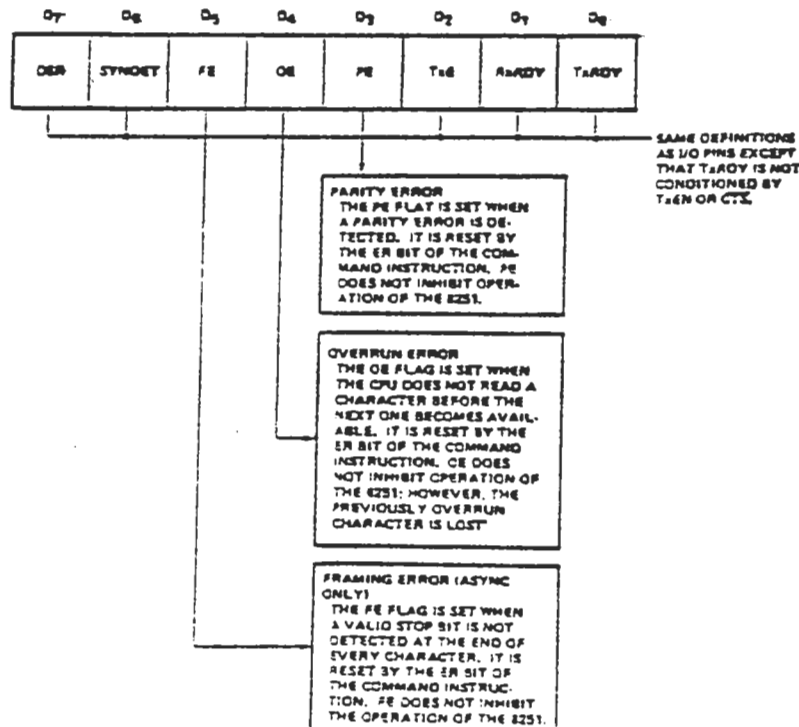 D7 D6 D5 D4 D3 D2 D1 D0
DSR SYNDET FE OE PE TxE RxRDY TxRDY
SAME DEFINITIONS
AS I/O PINS EXCEPT
THAT TxRDY IS NOT
CONDITIONED BY
TxEN OR CTS.
PARITY ERROR
THE PE FLAT IS SET WHEN
A PARITY ERROR IS DE-
TECTED. IT IS RESET BY
THE ER BIT OF THE COM-
MAND INSTRUCTION. PE
DOES NOT INHIBIT OPER-
ATION OF THE 8251.
OVERRUN ERROR
THE OE FLAG IS SET WHEN
THE CPU DOES NOT READ A
CHARACTER BEFORE THE
NEXT ONE BECOMES AVAIL-
ABLE. IT IS RESET BY THE
ER BIT OF THE COMMAND
INSTRUCTION. OE DOES
NOT INHIBIT OPERATION OF
THE 8251; HOWEVER, THE
PREVIOUSLY OVERRUN
CHARACTER IS LOST
FRAMING ERROR (ASYNC
ONLY)
THE FE FLAG IS SET WHEN
A VALID STOP BIT IS NOT
DETECTED AT THE END OF
EVERY CHARACTER. IT IS
RESET BY THE ER BIT OF
THE COMMAND INSTRUC-
TION. FE DOES NOT INHIBIT
THE OPERATION OF THE 8251.